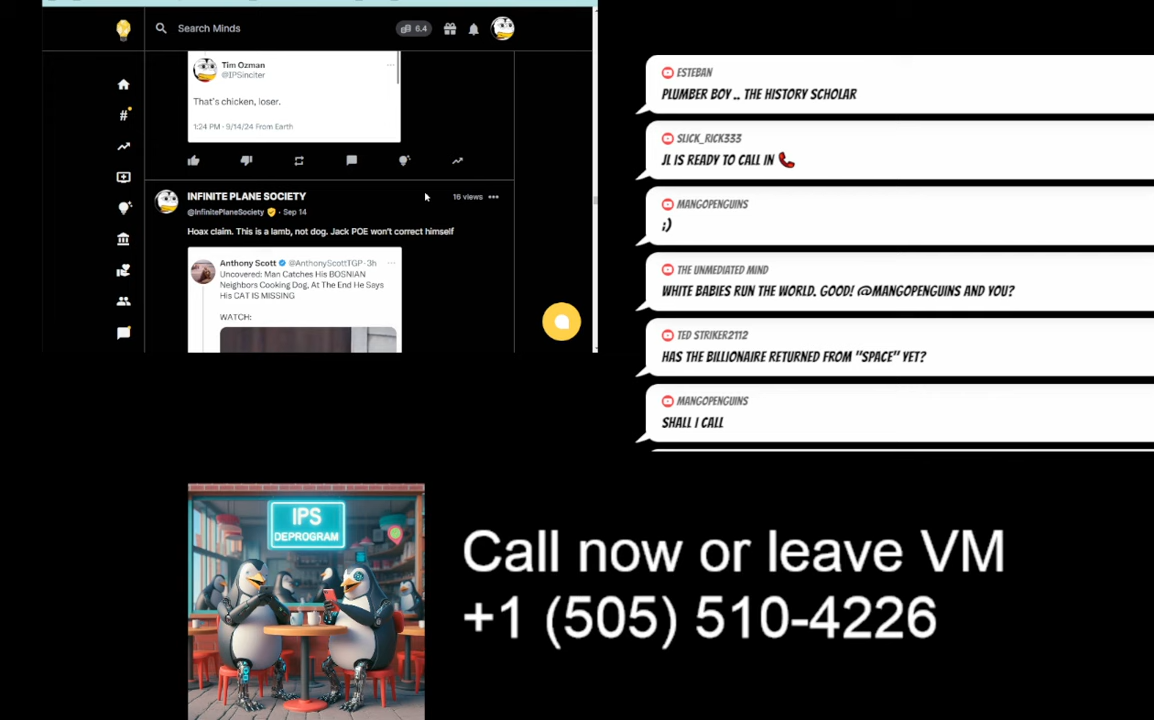 Search Minds
6.4
Tim Ozman
@IPSinciter
That's chicken, loser.
1:24 PM · 9/14/24 From Earth
INFINITE PLANE SOCIETY
16 views
@InfinitePlaneSociety · Sep 14
Hoax claim. This is a lamb, not dog. Jack POE won't correct himself
Anthony Scott @AnthonyScottTGP·3h
Uncovered: Man Catches His BOSNIAN
Neighbors Cooking Dog, At The End He Says
His CAT IS MISSING
WATCH:
ESTEBAN
PLUMBER BOY .. THE HISTORY SCHOLAR
SLICK_RICK333
JL IS READY TO CALL IN
MANGOPENGUINS
;)
THE UNMEDIATED MIND
WHITE BABIES RUN THE WORLD. GOOD! @MANGOPENGUINS AND YOU?
TED STRIKER2112
HAS THE BILLIONAIRE RETURNED FROM "SPACE" YET?
MANGOPENGUINS
SHALL I CALL
IPS
DEPROGRAM
Call now or leave VM
+1 (505) 510-4226